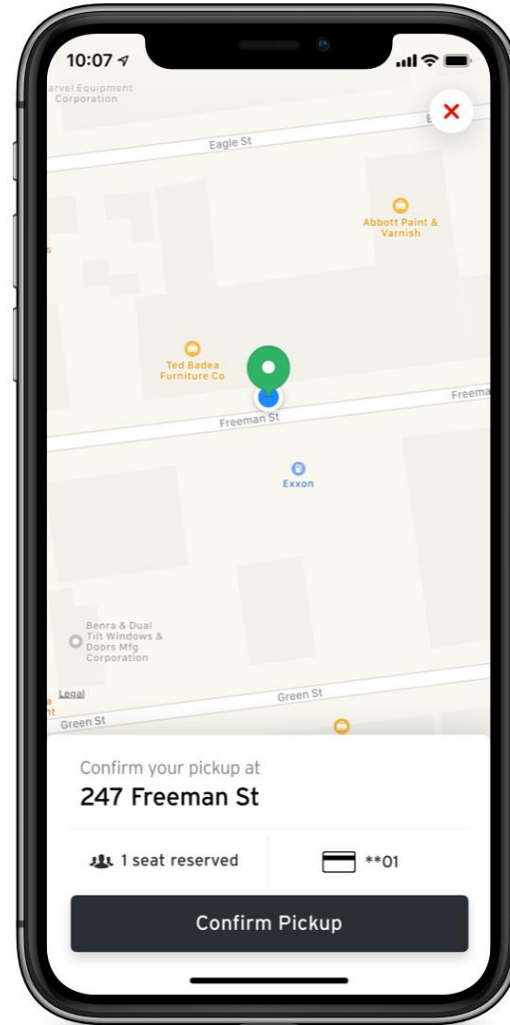 10:07
arvel Equipment
Corporation
E
Eagle St
Abbott Paint &
Varnish
s
Ted Badea
Furniture Co
Freema
Freeman St
Exxon
Benra & Dual
Tilt Windows &
Doors Mfg
Corporation
Legal
a
nt
Green St
Green St
Confirm your pickup at
247 Freeman St
1 seat reserved
**01
Confirm Pickup